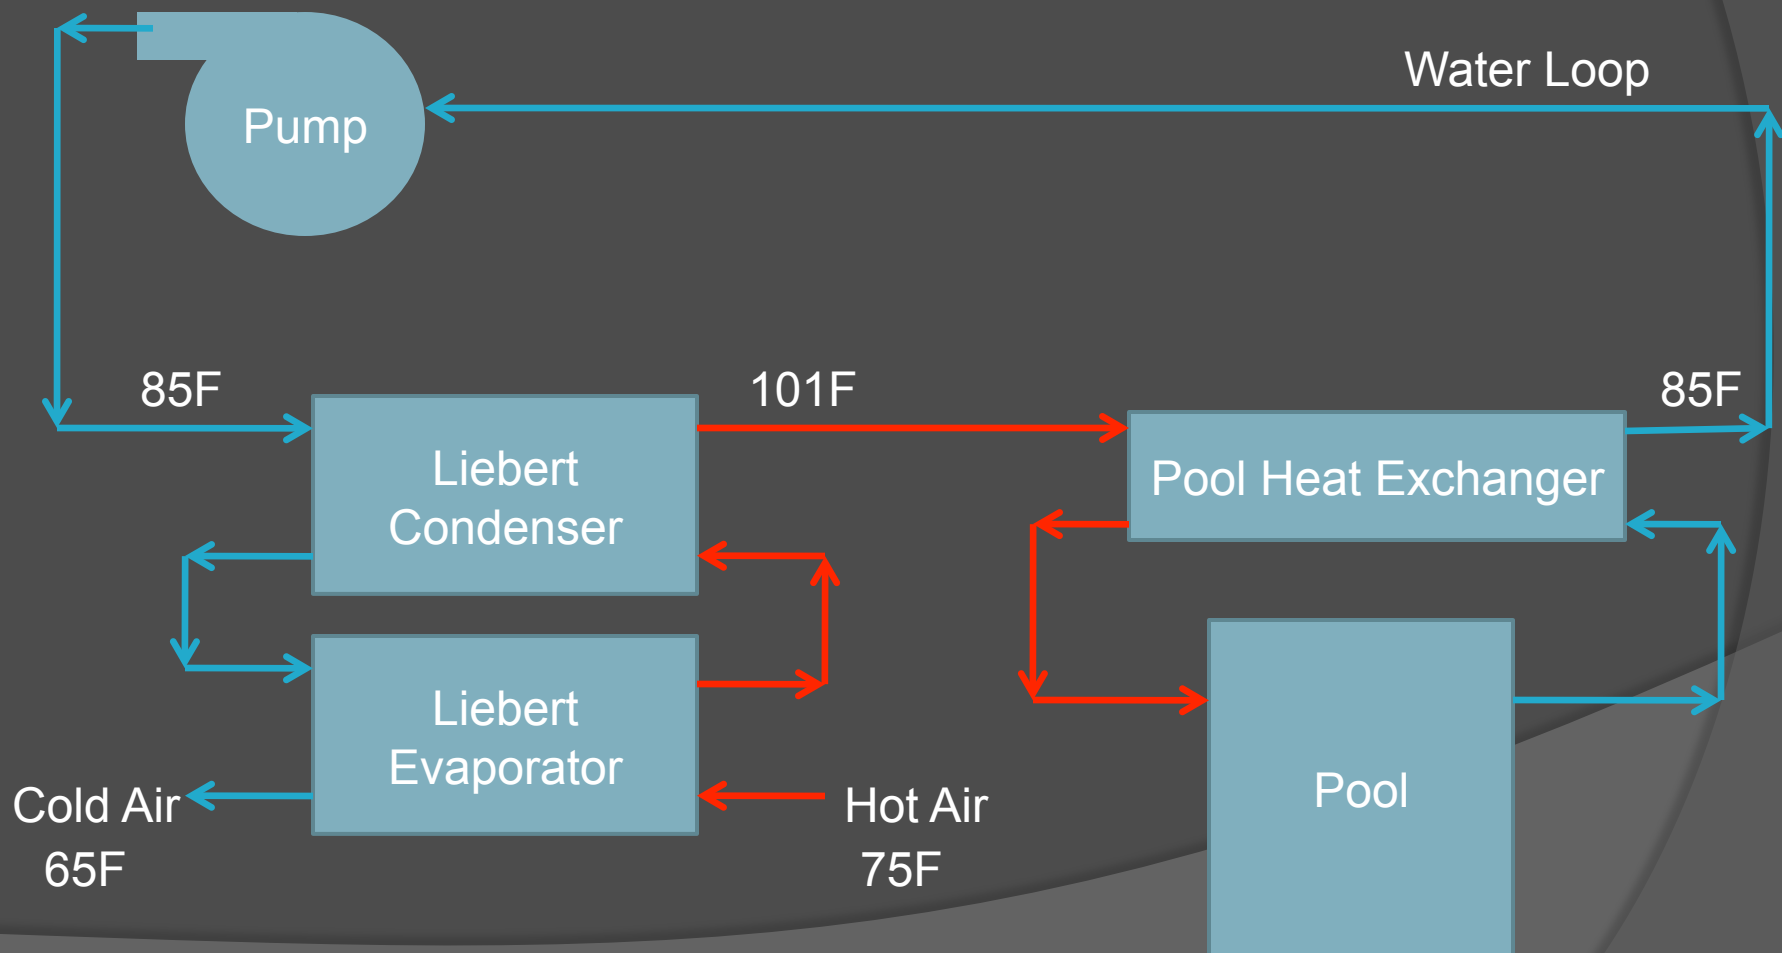 Water Loop
Pump
85F
101F
85F
Liebert
Condenser
Pool Heat Exchanger
Liebert
Evaporator
Cold Air
65F
Hot Air
75F
Pool